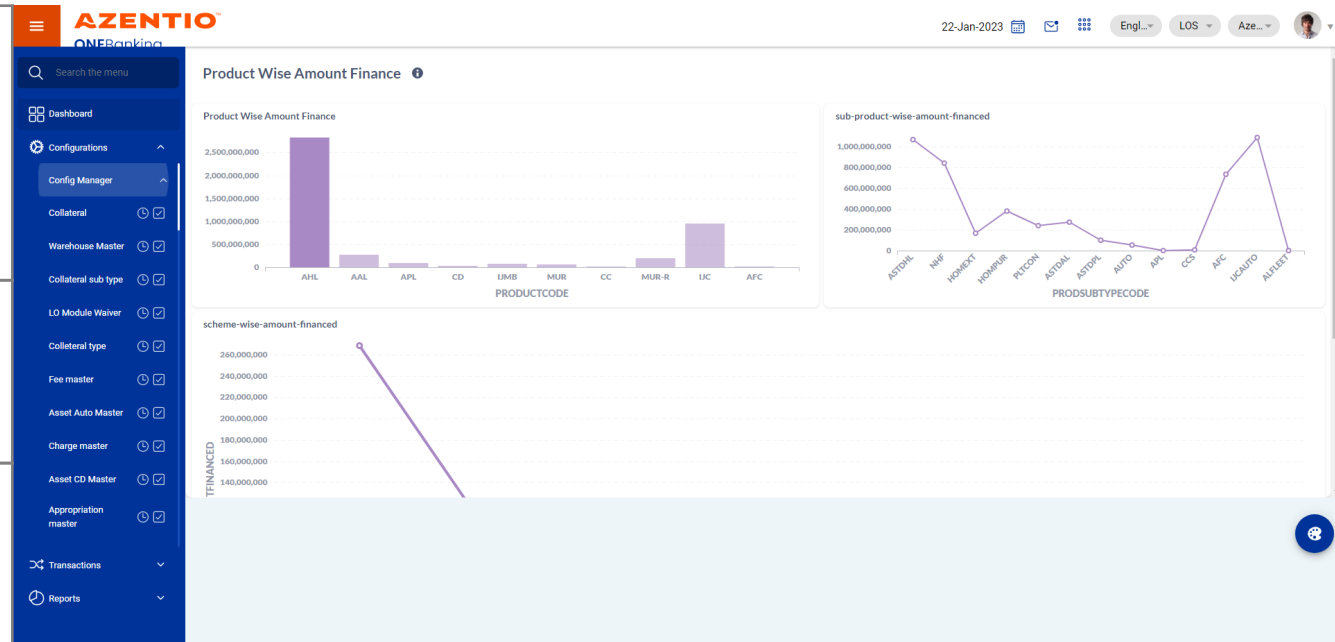 AZENTIO
ONEBanking
22-Jan-2023
Engl...
LOS
Aze...
Search the menu
Dashboard
Configurations
Config Manager
Collateral
Warehouse Master
Collateral sub type
LO Module Waiver
Colleteral type
Fee master
Asset Auto Master
Charge master
Asset CD Master
Appropriation
master
Transactions
Reports
Product Wise Amount Finance
Product Wise Amount Finance
2,500,000,000
2,000,000,000
1,500,000,000
1,000,000,000
500,000,000
0
AHL AAL APL CD IJMB MUR CC MUR-R IJC AFC
PRODUCTCODE
sub-product-wise-amount-financed
1,000,000,000
800,000,000
600,000,000
400,000,000
200,000,000
0
ASTDHL NHF HOMEXT HOMPUR PLTCON ASTDAL ASTDPL AUTO APL CCS AFC IJCAUTO ALFLEET
PRODSUBTYPECODE
scheme-wise-amount-financed
260,000,000
240,000,000
220,000,000
200,000,000
180,000,000
160,000,000
140,000,000
TFINANCED